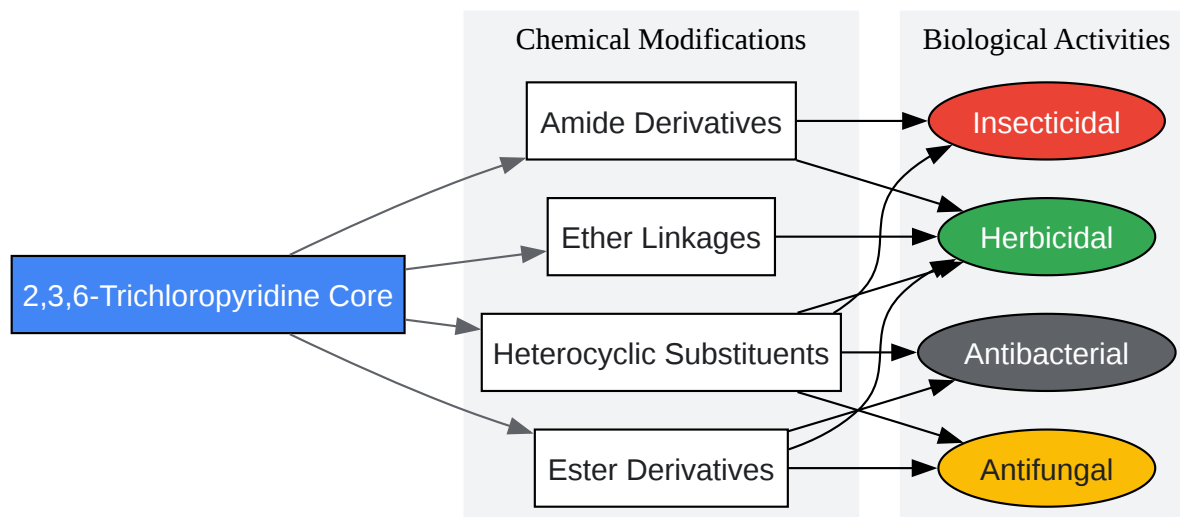 Chemical Modifications
Biological Activities
2,3,6-Trichloropyridine Core
Amide Derivatives
Ether Linkages
Heterocyclic Substituents
Ester Derivatives
Insecticidal
Herbicidal
Antibacterial
Antifungal